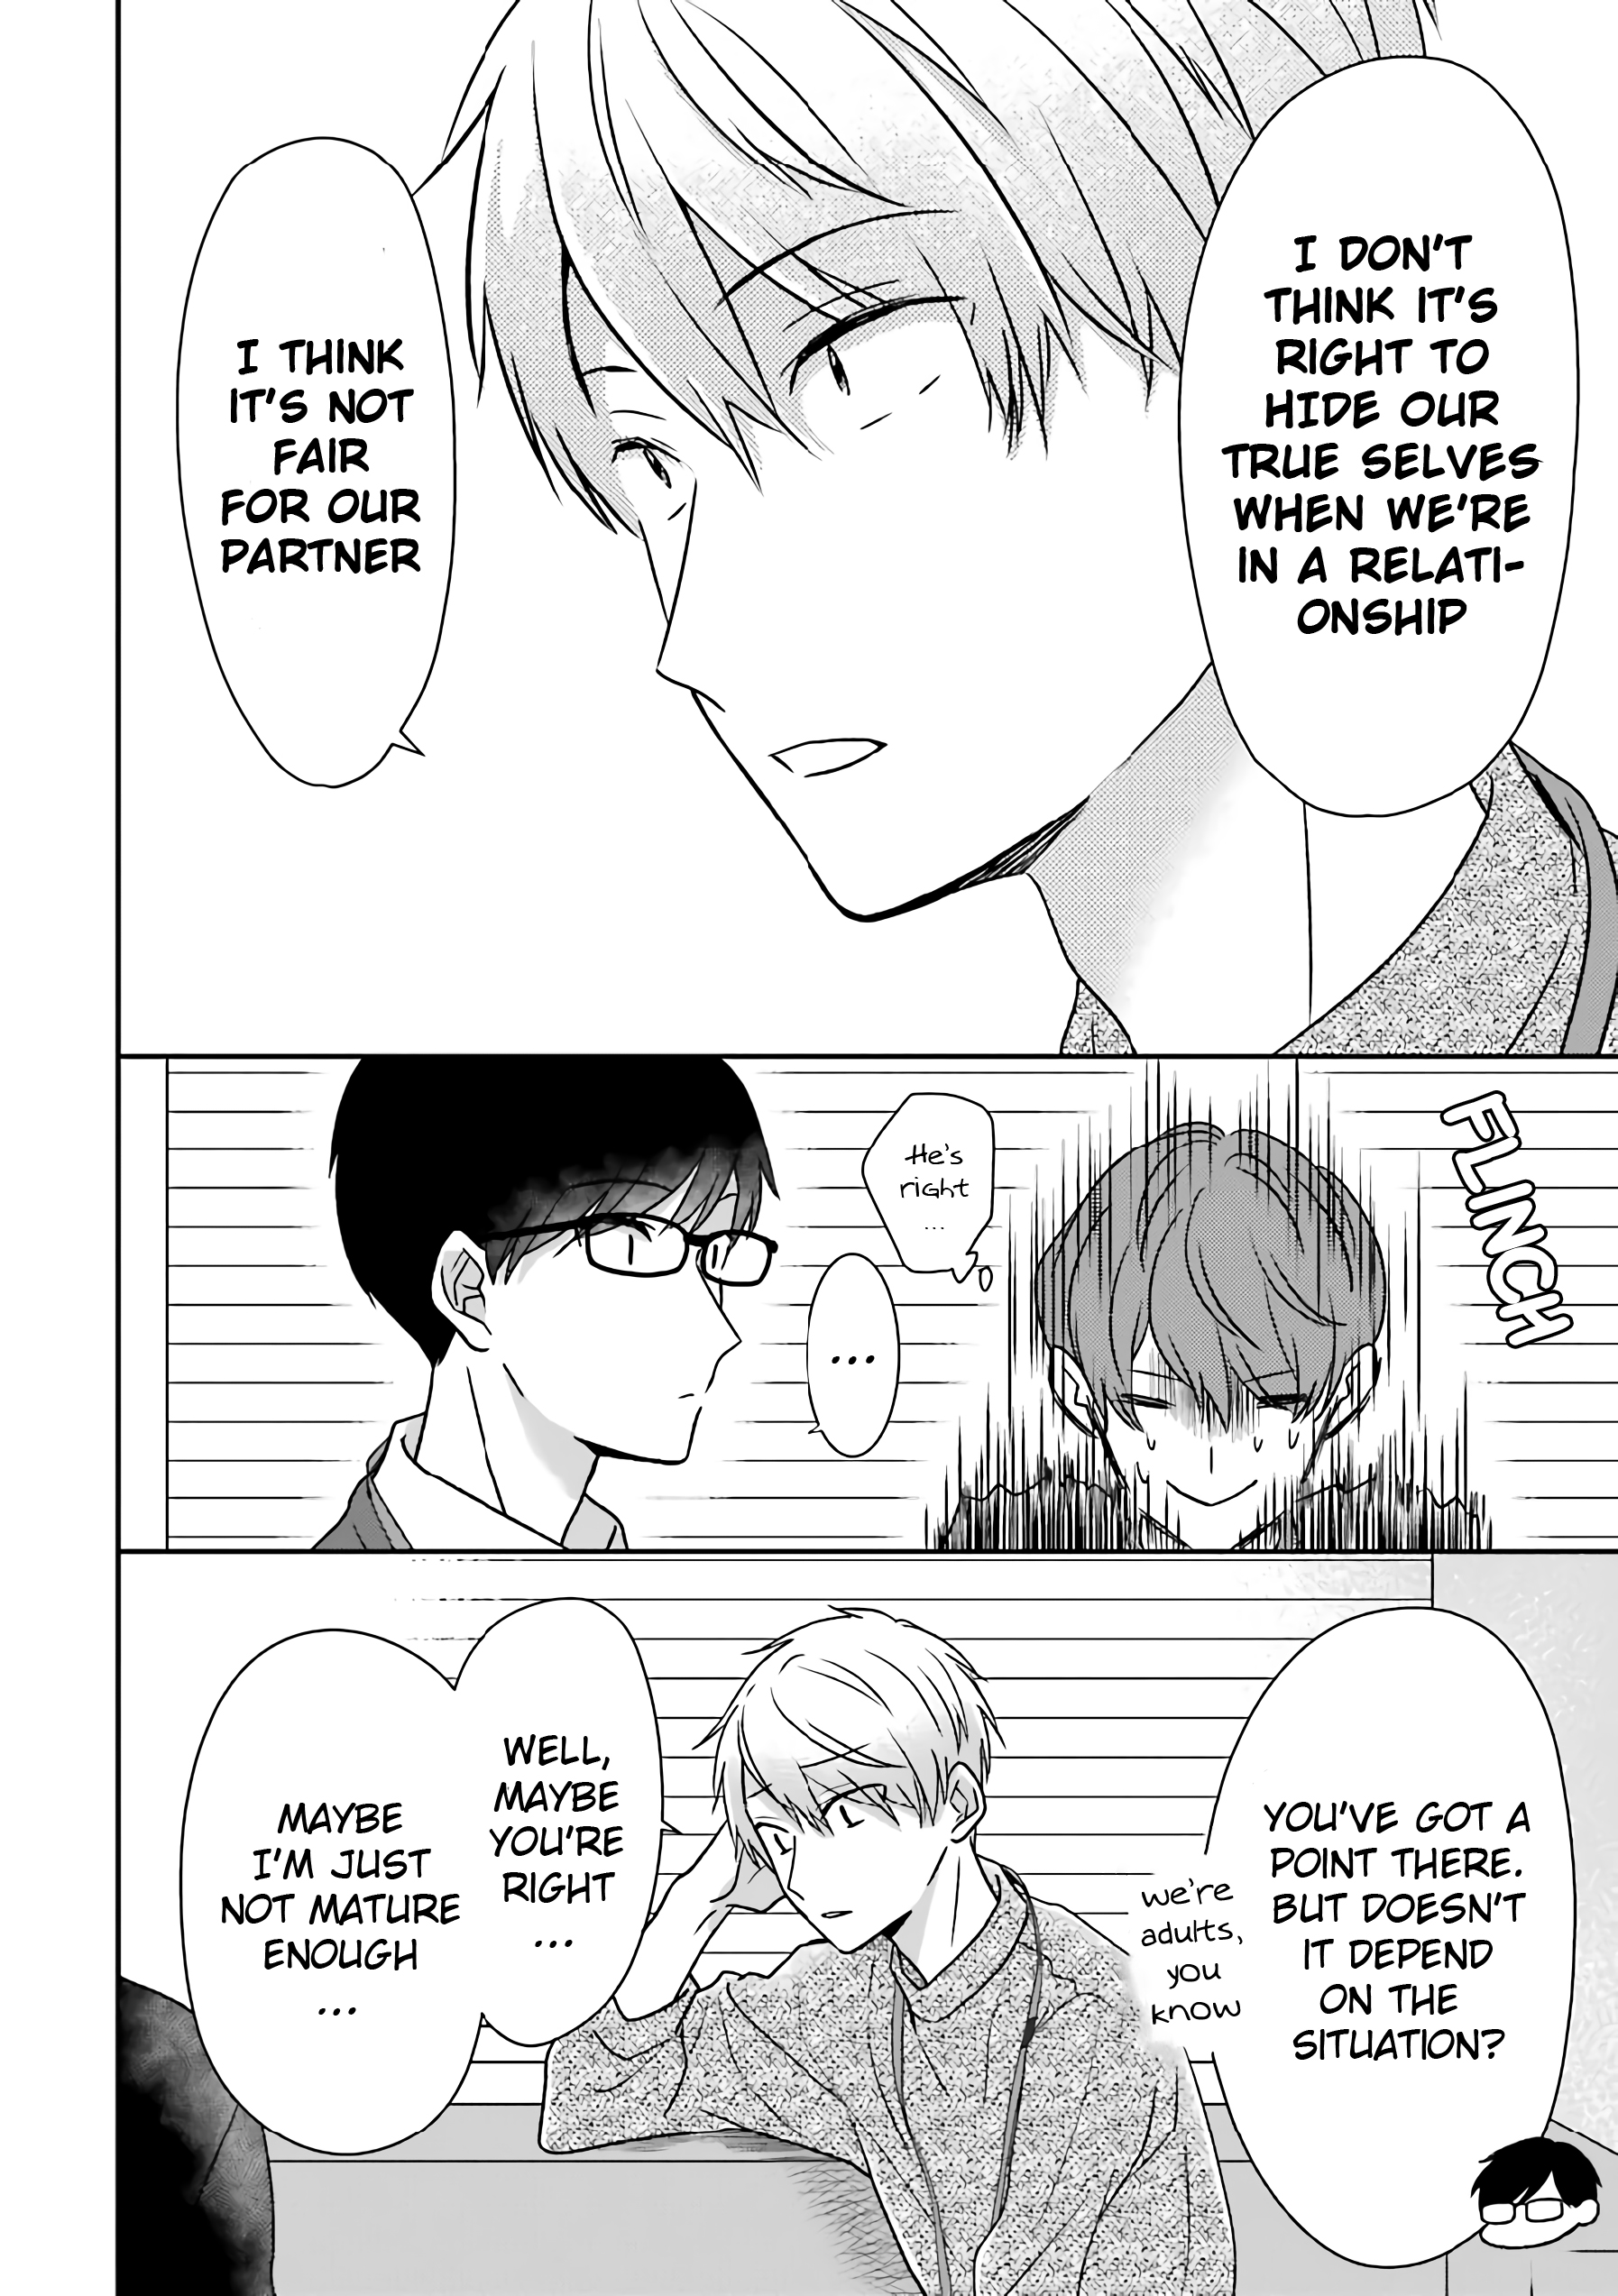 I DON'T
THINK IT'S
RIGHT TO
HIDE OUR
TRUE SELVES
WHEN WE'RE
IN A RELATI-
ONSHIP
I THINK
IT'S NOT
FAIR
FOR OUR
PARTNER
FLINCH
He's
right
...
...
YOU'VE GOT A
POINT THERE.
BUT DOESN'T
IT DEPEND
ON THE
SITUATION?
we're
adults,
you
know
WELL,
MAYBE
YOU'RE
RIGHT
...
MAYBE
I'M JUST
NOT MATURE
ENOUGH
...